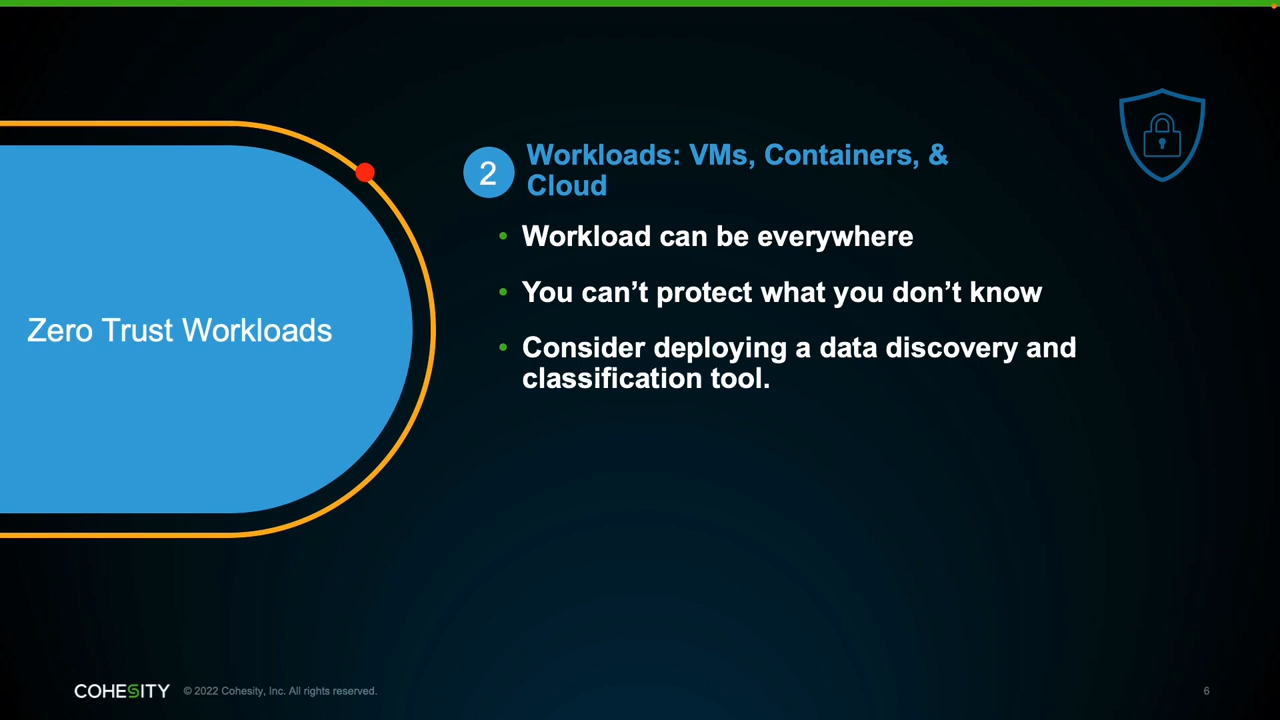 Zero Trust Workloads
2
Workloads: VMs, Containers, &
Cloud
• Workload can be everywhere
• You can’t protect what you don’t know
• Consider deploying a data discovery and
classification tool.
COHESITY
© 2022 Cohesity, Inc. All rights reserved.
6